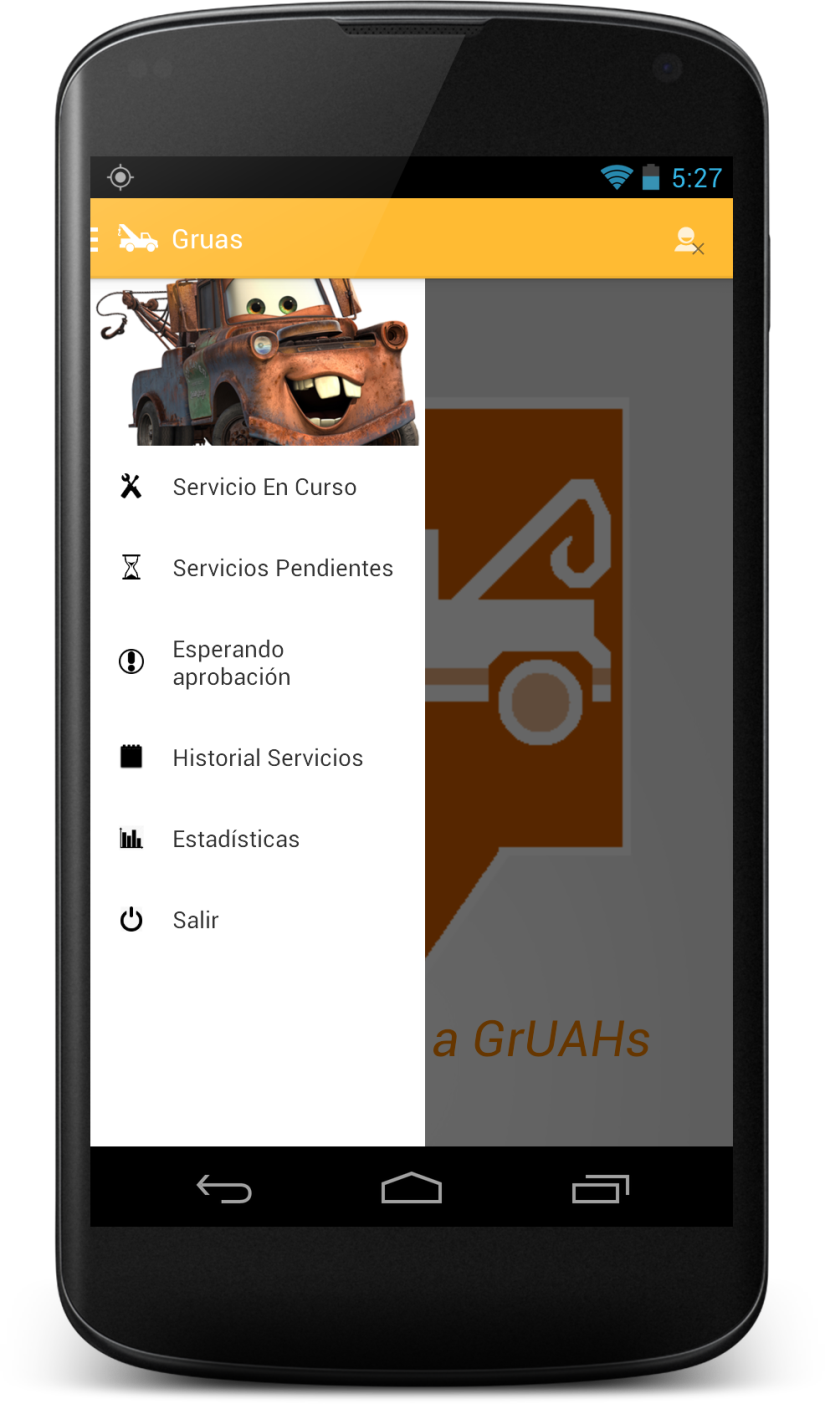 5:27
Gruas
Servicio En Curso
Servicios Pendientes
Esperando
aprobación
Historial Servicios
Estadísticas
Salir
a GrUAHs